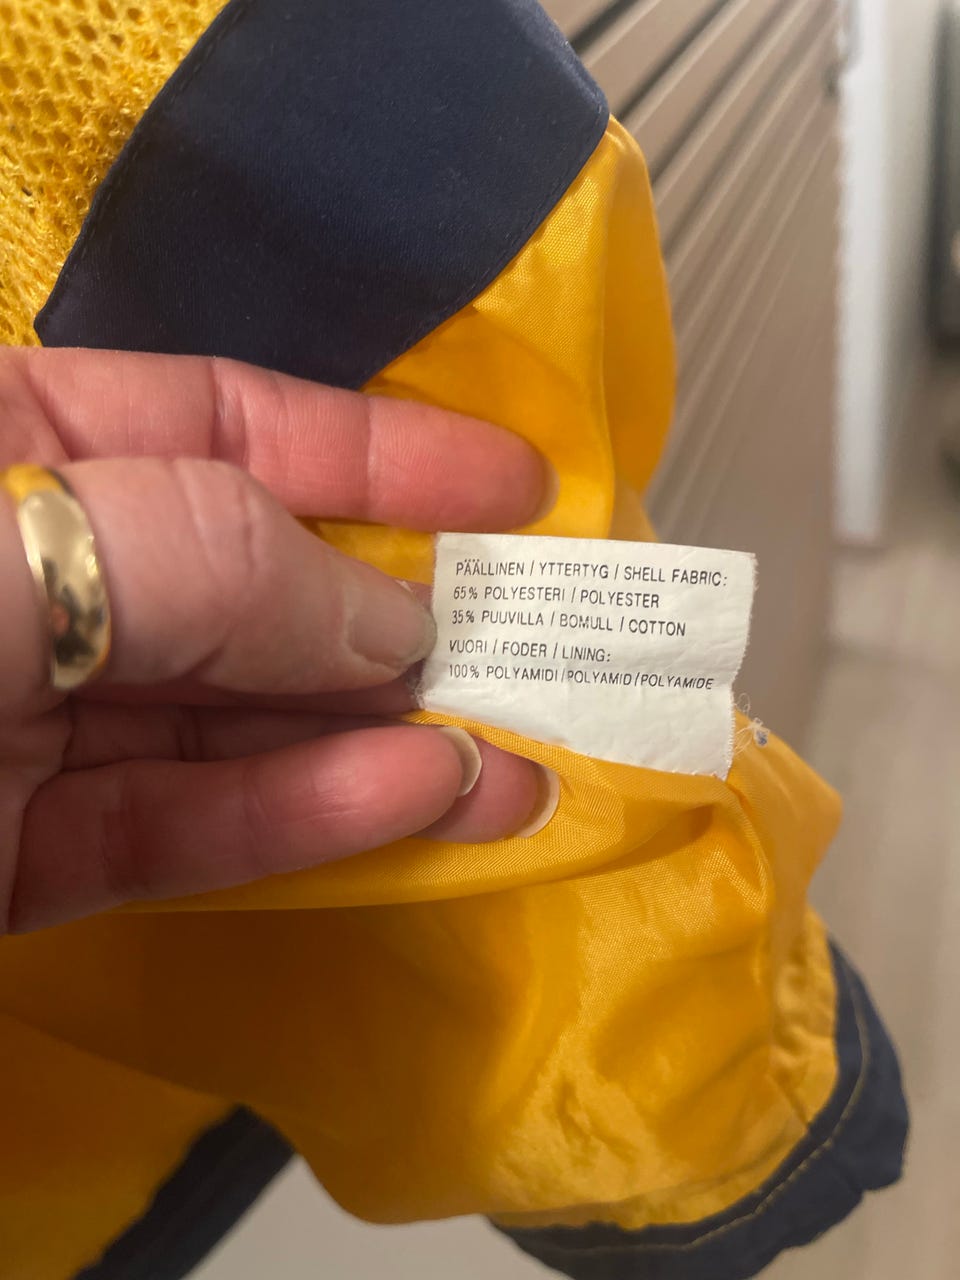 PÄÄLLINEN / YTTERTYG / SHELL FABRIC:
65% POLYESTERI / POLYESTER
35% PUUVILLA / BOMULL / COTTON
VUORI / FODER / LINING:
100% POLYAMIDI/POLYAMID/POLYAMIDE